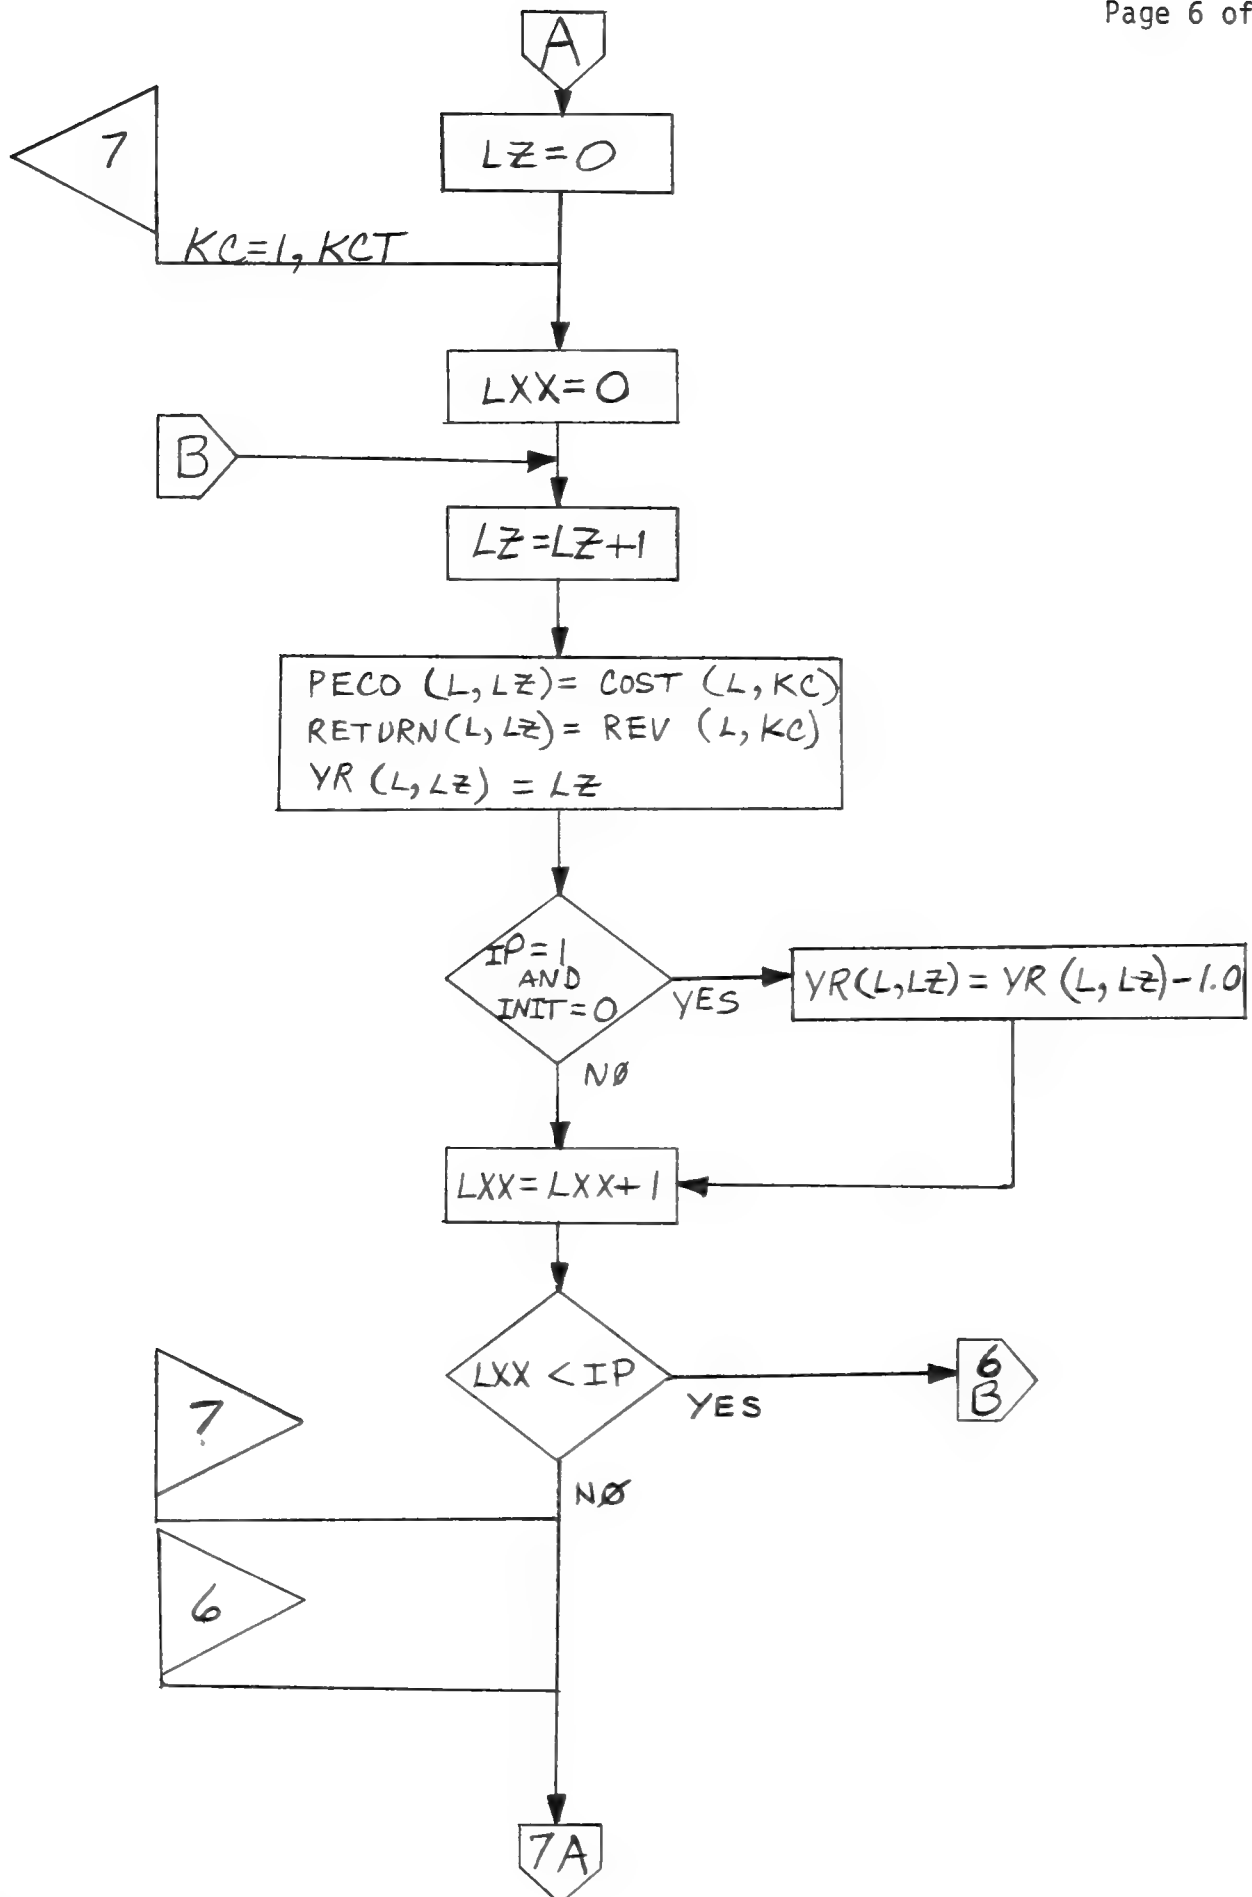 Page 6 of
A
LZ=0
7
KC=1, KCT
LXX=0
B
LZ=LZ+1
PECO (L, LZ)= COST (L, KC)
RETURN(L, LZ)= REV (L, KC)
YR (L, LZ) = LZ
IP=1
AND
INIT=0
YES
YR(L,LZ) = YR (L, LZ)-1.0
NØ
LXX=LXX+1
LXX < IP
YES
6
B
7
NØ
6
7A